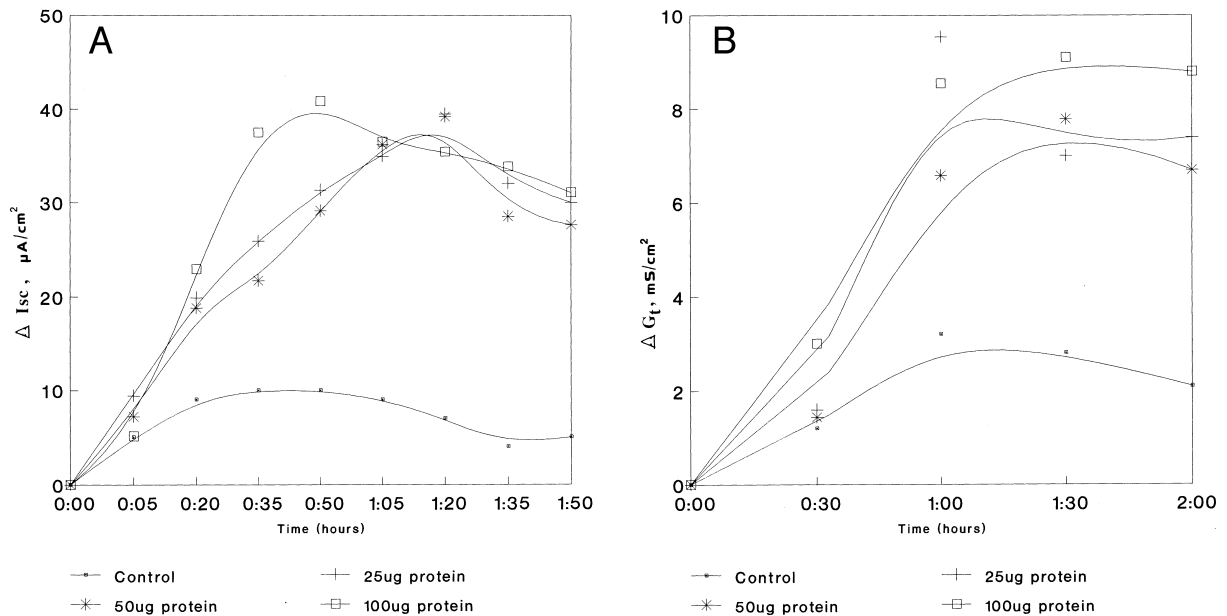 A
50
40
30
20
10
0
Δ Isc, µA/cm²
0:00 0:05 0:20 0:35 0:50 1:05 1:20 1:35 1:50
Time (hours)
Control
25ug protein
50ug protein
100ug protein
B
10
8
6
4
2
0
Δ Gt, mS/cm²
0:00 0:30 1:00 1:30 2:00
Time (hours)
Control
25ug protein
50ug protein
100ug protein